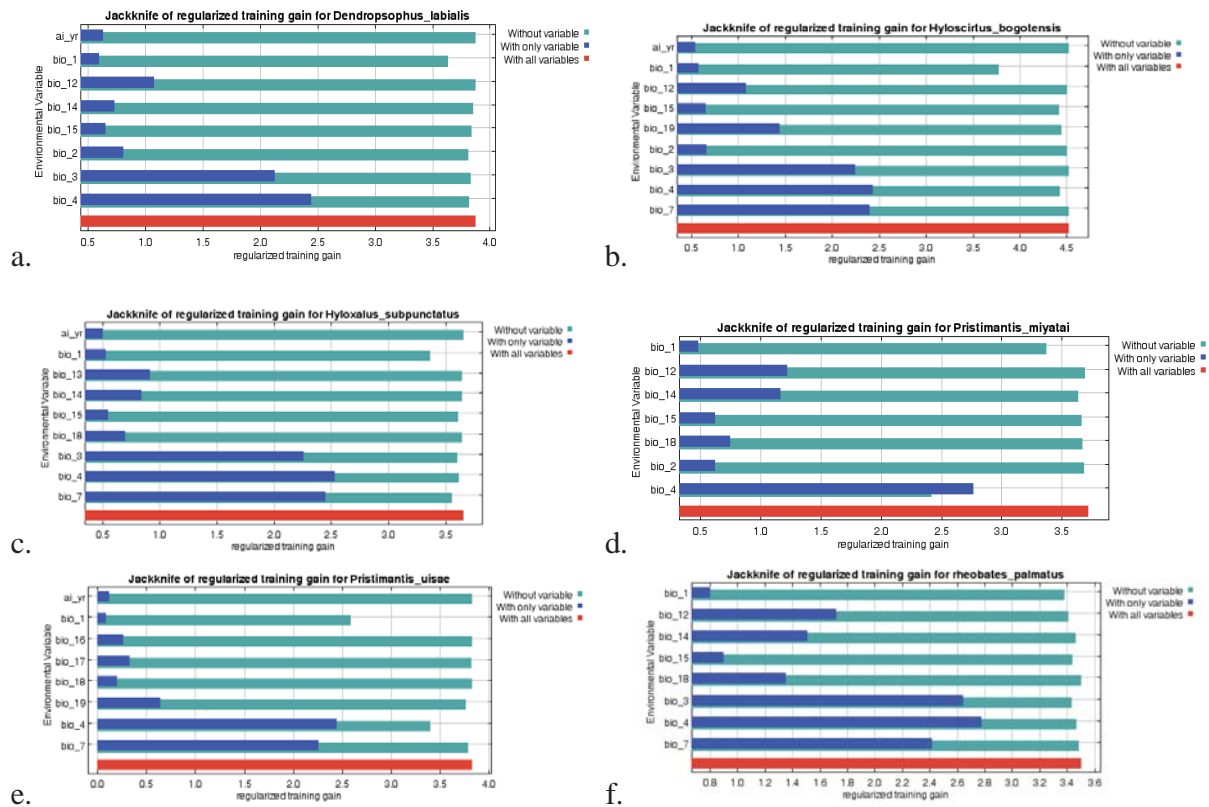 Jackknife of regularized training gain for Dendropsophus_labialis
Environmental Variable
ai_yr
bio_1
bio_12
bio_14
bio_15
bio_2
bio_3
bio_4
Without variable
With only variable
With all variables
0.5 1.0 1.5 2.0 2.5 3.0 3.5 4.0
regularized training gain
a.
Jackknife of regularized training gain for Hyloscirtus_bogotensis
Environmental Variable
ai_yr
bio_1
bio_12
bio_15
bio_19
bio_2
bio_3
bio_4
bio_7
Without variable
With only variable
With all variables
0.5 1.0 1.5 2.0 2.5 3.0 3.5 4.0 4.5
regularized training gain
b.
Jackknife of regularized training gain for Hyloxalus_subpunctatus
Environmental Variable
ai_yr
bio_1
bio_13
bio_14
bio_15
bio_18
bio_3
bio_4
bio_7
Without variable
With only variable
With all variables
0.5 1.0 1.5 2.0 2.5 3.0 3.5
regularized training gain
c.
Jackknife of regularized training gain for Pristimantis_miyatai
Environmental Variable
bio_1
bio_12
bio_14
bio_15
bio_18
bio_2
bio_4
Without variable
With only variable
With all variables
0.5 1.0 1.5 2.0 2.5 3.0 3.5
regularized training gain
d.
Jackknife of regularized training gain for Pristimantis_uisae
Environmental Variable
ai_yr
bio_1
bio_16
bio_17
bio_18
bio_19
bio_4
bio_7
Without variable
With only variable
With all variables
0.0 0.5 1.0 1.5 2.0 2.5 3.0 3.5 4.0
regularized training gain
e.
Jackknife of regularized training gain for rheobates_palmatus
Environmental Variable
bio_1
bio_12
bio_14
bio_15
bio_18
bio_3
bio_4
bio_7
Without variable
With only variable
With all variables
0.8 1.0 1.2 1.4 1.6 1.8 2.0 2.2 2.4 2.6 2.8 3.0 3.2 3.4 3.6
regularized training gain
f.